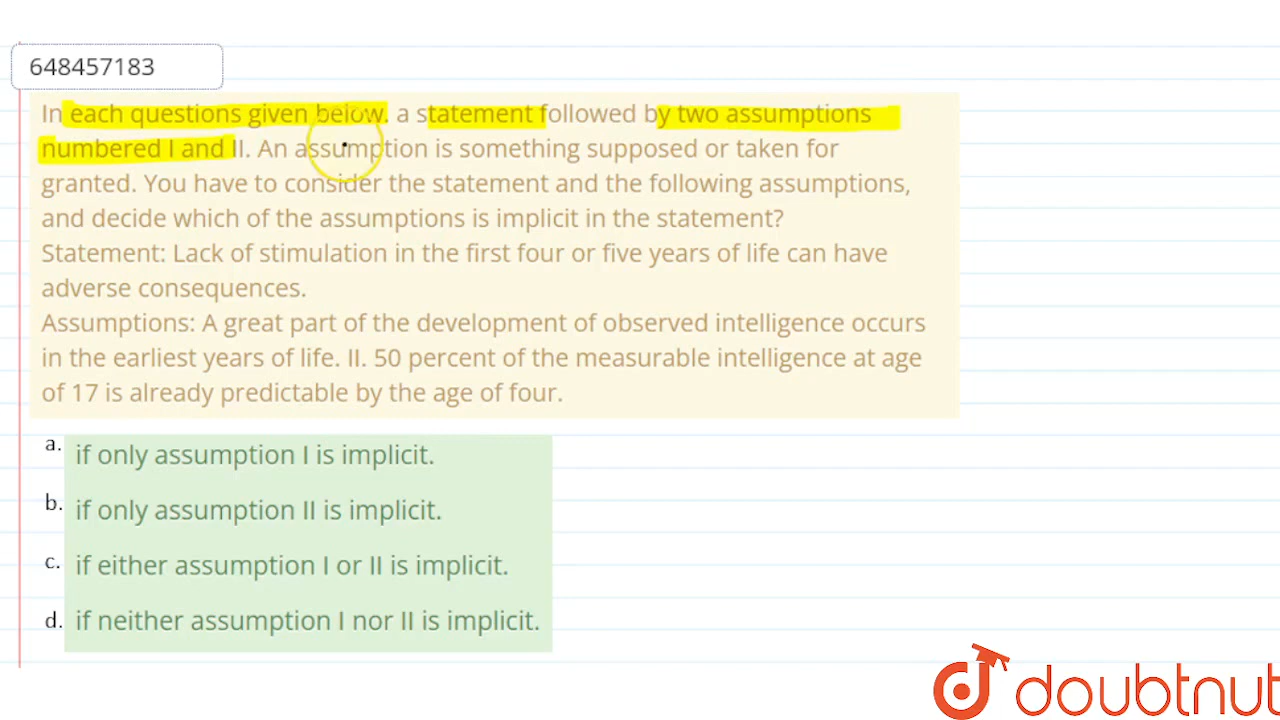 648457183
In each questions given below. a statement followed by two assumptions
numbered I and II. An assumption is something supposed or taken for
granted. You have to consider the statement and the following assumptions,
and decide which of the assumptions is implicit in the statement?
Statement: Lack of stimulation in the first four or five years of life can have
adverse consequences.
Assumptions: A great part of the development of observed intelligence occurs
in the earliest years of life. II. 50 percent of the measurable intelligence at age
of 17 is already predictable by the age of four.
a. if only assumption I is implicit.
b. if only assumption II is implicit.
c. if either assumption I or II is implicit.
d. if neither assumption I nor II is implicit.
doubtnut